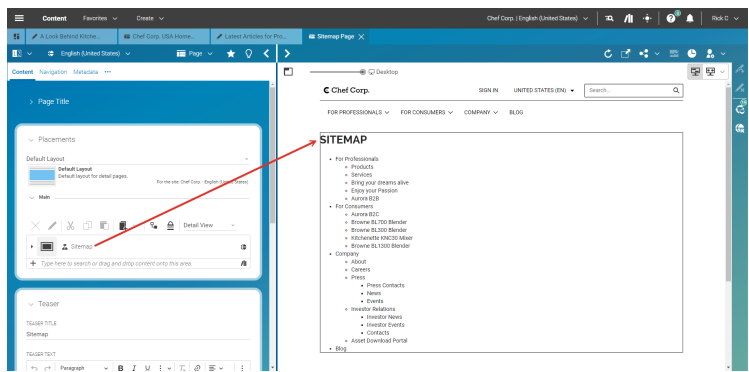 Content Favorites Create Chef Corp. | English (United States) Rick C
A Look Behind Kitche... Chef Corp. USA Home... Latest Articles for Pro... Sitemap Page
English (United States) Page
Content Navigation Metadata
Desktop
Page Title
Chef Corp. SIGN IN UNITED STATES (EN) Search...
FOR PROFESSIONALS FOR CONSUMERS COMPANY BLOG
Placements
Default Layout
Default Layout
Default layout for detail pages.
For the site: Chef Corp. - English (United States)
Main
Detail View
Sitemap
Type here to search or drag and drop content onto this area.
Teaser
TEASER TITLE
Sitemap
TEASER TEXT
Paragraph B I U
SITEMAP
For Professionals
Products
Services
Bring your dreams alive
Enjoy your Passion
Aurora B2B
For Consumers
Aurora B2C
Browne BL700 Blender
Browne BL300 Blender
Kitchenette KNC30 Mixer
Browne BL1300 Blender
Company
About
Careers
Press
Press Contacts
News
Events
Investor Relations
Investor News
Investor Events
Contacts
Asset Download Portal
Blog